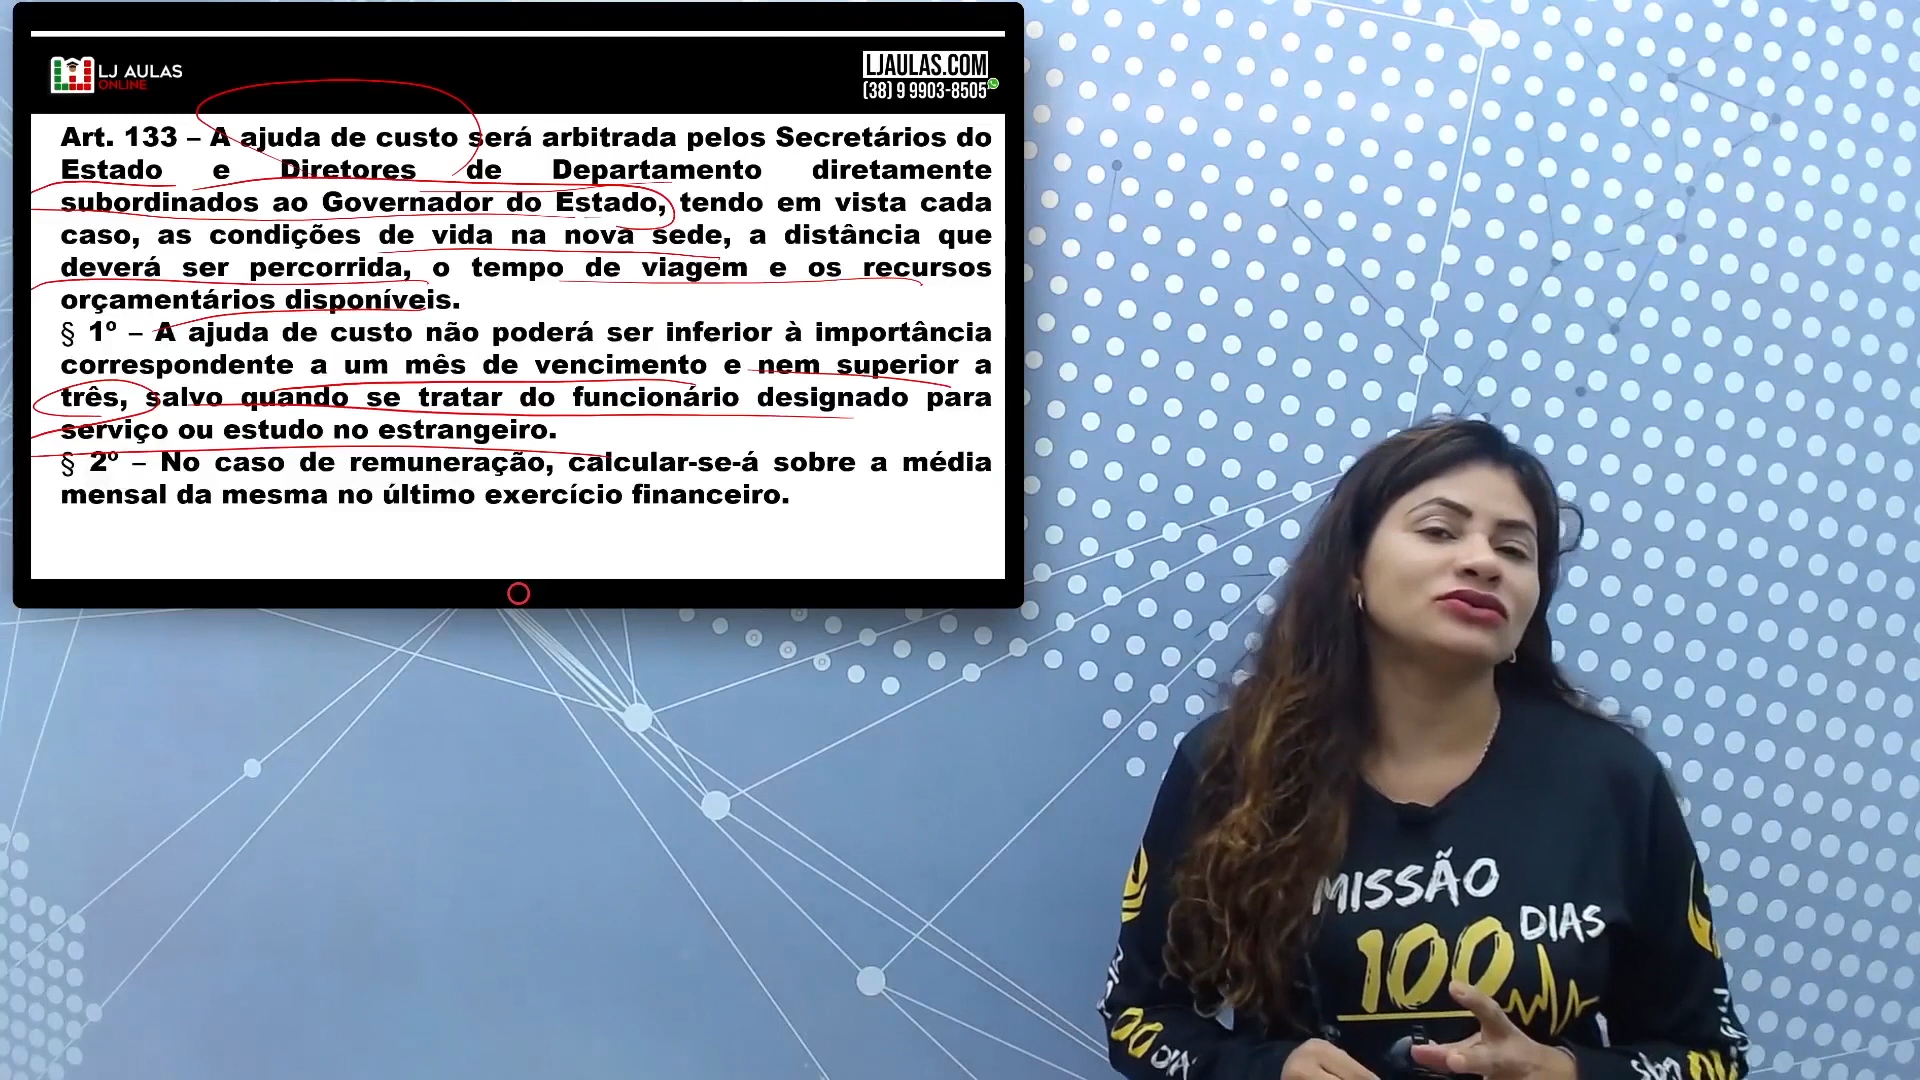 LJ AULAS
ONLINE
LJAULAS.COM
(38) 9 9903-8505
Art. 133 – A ajuda de custo será arbitrada pelos Secretários do
Estado e Diretores de Departamento diretamente
subordinados ao Governador do Estado, tendo em vista cada
caso, as condições de vida na nova sede, a distância que
deverá ser percorrida, o tempo de viagem e os recursos
orçamentários disponíveis.
§ 1º – A ajuda de custo não poderá ser inferior à importância
correspondente a um mês de vencimento e nem superior a
três, salvo quando se tratar do funcionário designado para
serviço ou estudo no estrangeiro.
§ 2º – No caso de remuneração, calcular-se-á sobre a média
mensal da mesma no último exercício financeiro.
MISSÃO
100 DIAS